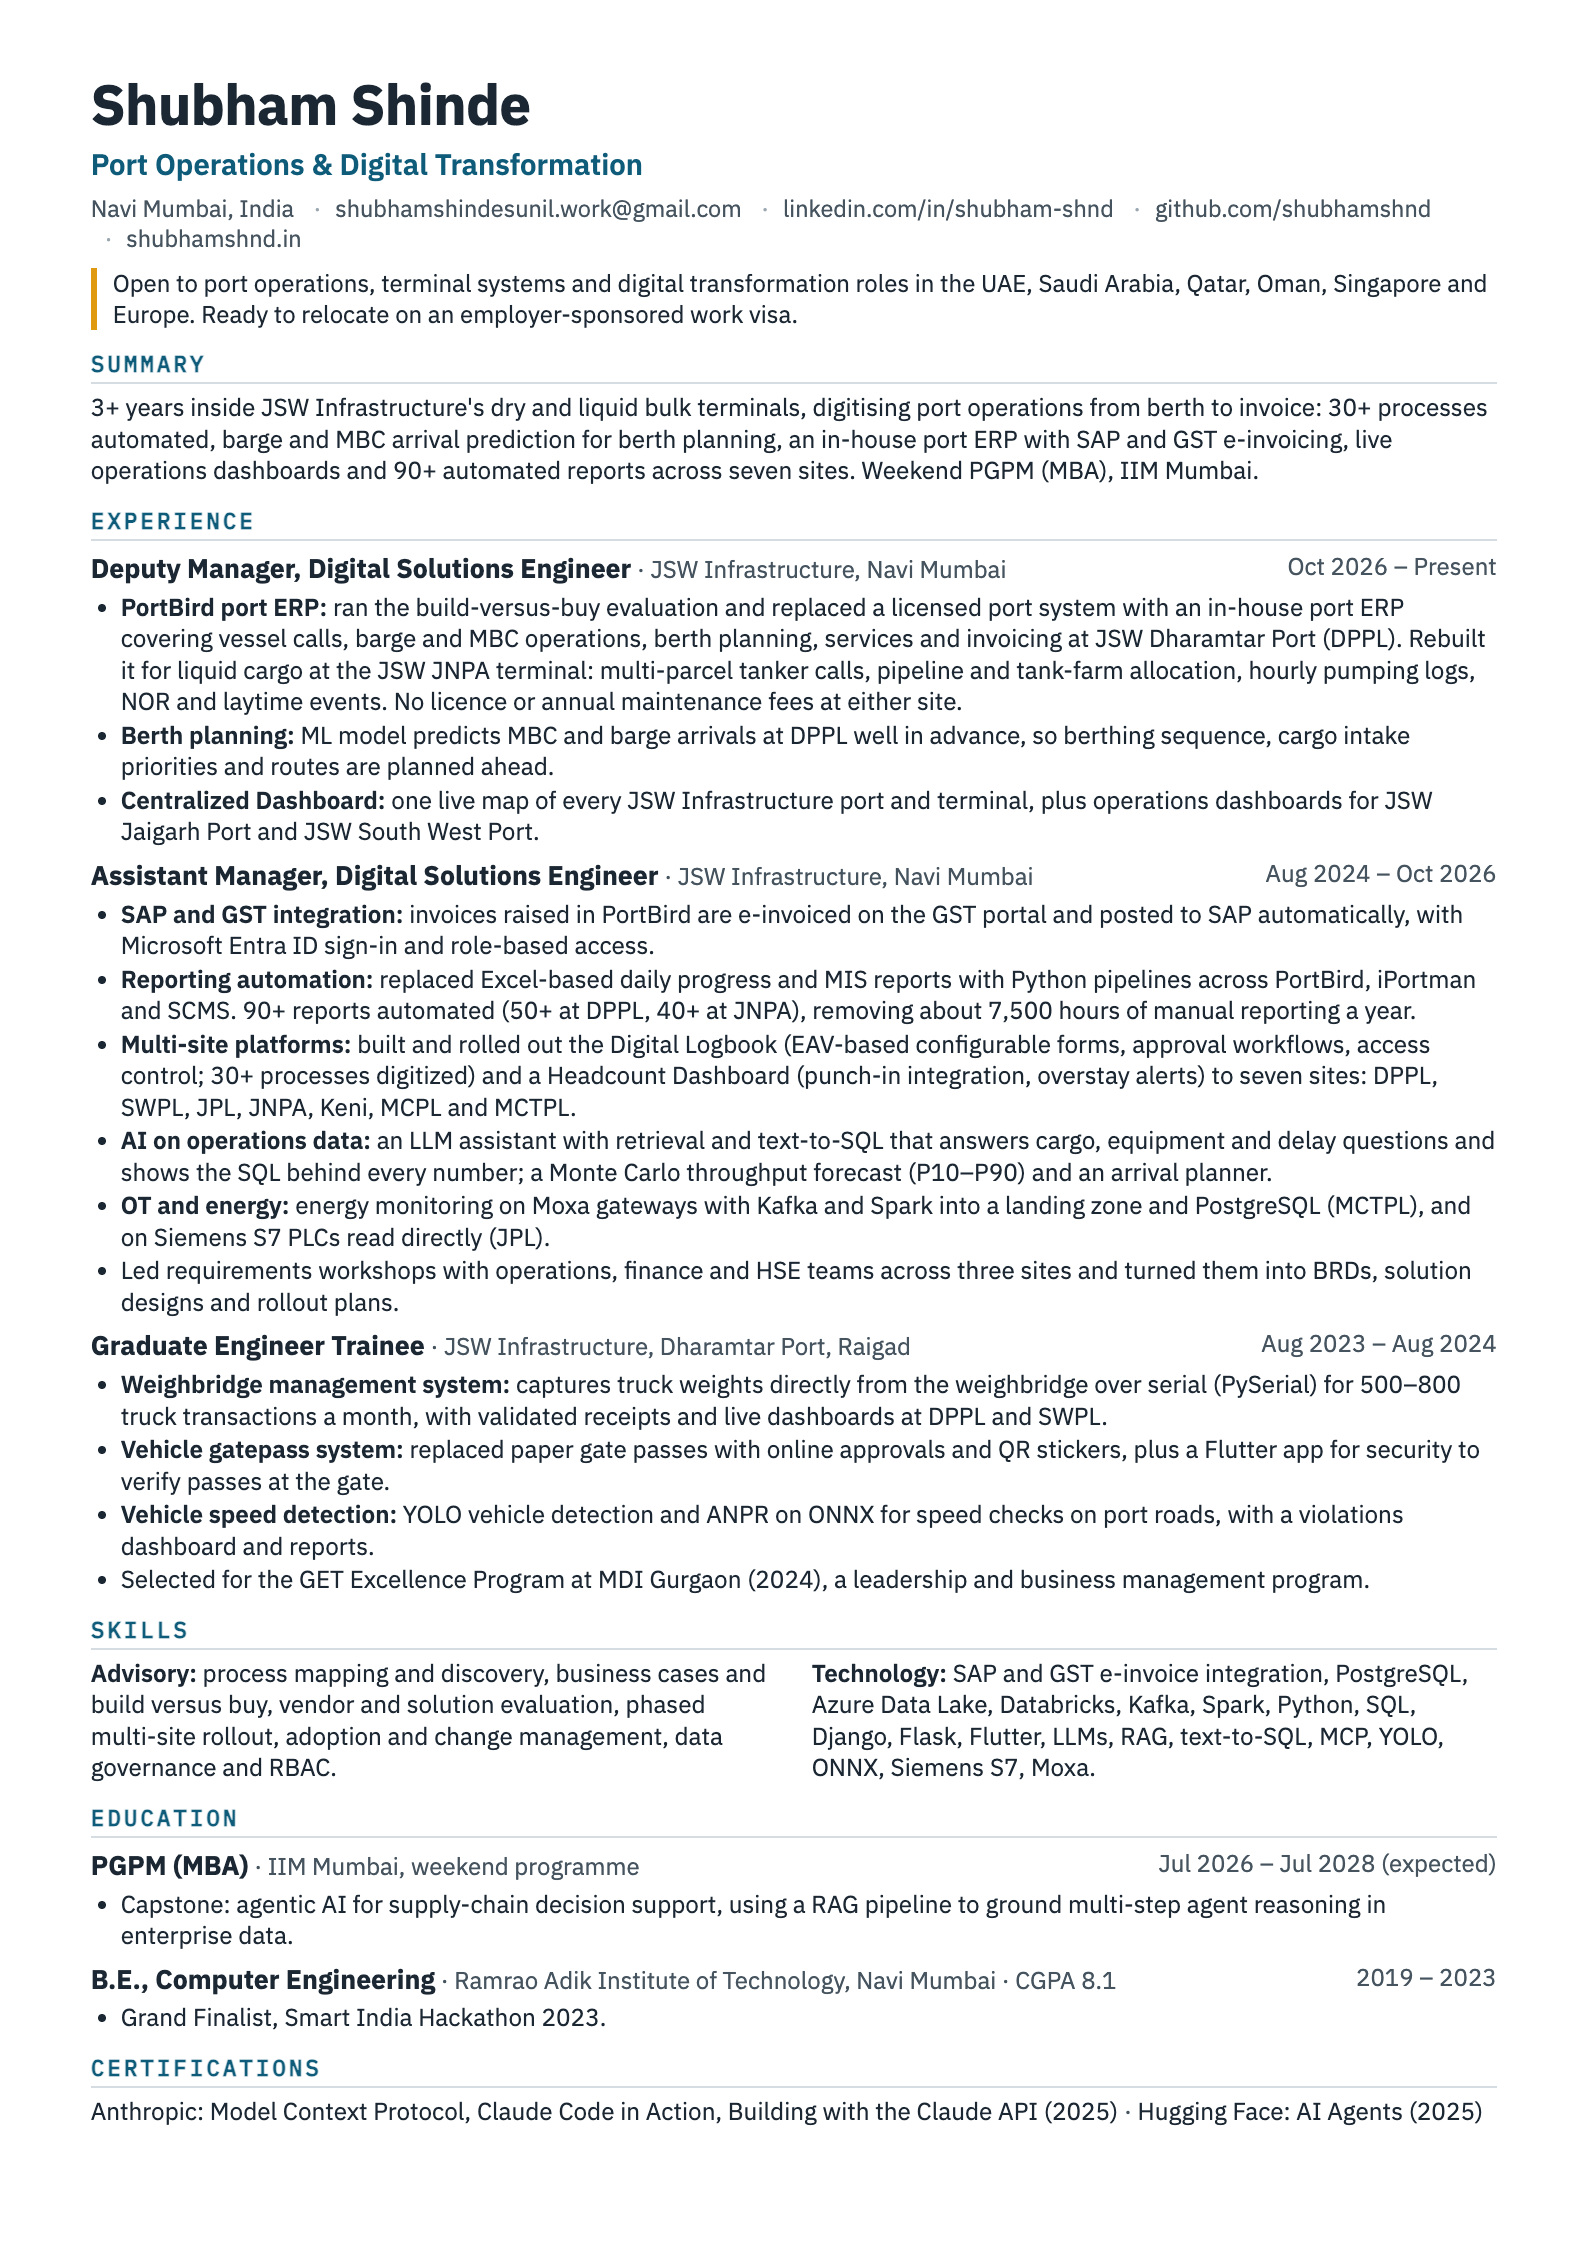 Shubham Shinde
Port Operations & Digital Transformation
Navi Mumbai, India · shubhamshindesunil.work@gmail.com · linkedin.com/in/shubham-shnd · github.com/shubhamshnd
· shubhamshnd.in
Open to port operations, terminal systems and digital transformation roles in the UAE, Saudi Arabia, Qatar, Oman, Singapore and
Europe. Ready to relocate on an employer-sponsored work visa.
SUMMARY
3+ years inside JSW Infrastructure's dry and liquid bulk terminals, digitising port operations from berth to invoice: 30+ processes
automated, barge and MBC arrival prediction for berth planning, an in-house port ERP with SAP and GST e-invoicing, live
operations dashboards and 90+ automated reports across seven sites. Weekend PGPM (MBA), IIM Mumbai.
EXPERIENCE
Deputy Manager, Digital Solutions Engineer · JSW Infrastructure, Navi Mumbai Oct 2026 – Present
• PortBird port ERP: ran the build-versus-buy evaluation and replaced a licensed port system with an in-house port ERP
covering vessel calls, barge and MBC operations, berth planning, services and invoicing at JSW Dharamtar Port (DPPL). Rebuilt
it for liquid cargo at the JSW JNPA terminal: multi-parcel tanker calls, pipeline and tank-farm allocation, hourly pumping logs,
NOR and laytime events. No licence or annual maintenance fees at either site.
• Berth planning: ML model predicts MBC and barge arrivals at DPPL well in advance, so berthing sequence, cargo intake
priorities and routes are planned ahead.
• Centralized Dashboard: one live map of every JSW Infrastructure port and terminal, plus operations dashboards for JSW
Jaigarh Port and JSW South West Port.
Assistant Manager, Digital Solutions Engineer · JSW Infrastructure, Navi Mumbai Aug 2024 – Oct 2026
• SAP and GST integration: invoices raised in PortBird are e-invoiced on the GST portal and posted to SAP automatically, with
Microsoft Entra ID sign-in and role-based access.
• Reporting automation: replaced Excel-based daily progress and MIS reports with Python pipelines across PortBird, iPortman
and SCMS. 90+ reports automated (50+ at DPPL, 40+ at JNPA), removing about 7,500 hours of manual reporting a year.
• Multi-site platforms: built and rolled out the Digital Logbook (EAV-based configurable forms, approval workflows, access
control; 30+ processes digitized) and a Headcount Dashboard (punch-in integration, overstay alerts) to seven sites: DPPL,
SWPL, JPL, JNPA, Keni, MCPL and MCTPL.
• AI on operations data: an LLM assistant with retrieval and text-to-SQL that answers cargo, equipment and delay questions and
shows the SQL behind every number; a Monte Carlo throughput forecast (P10–P90) and an arrival planner.
• OT and energy: energy monitoring on Moxa gateways with Kafka and Spark into a landing zone and PostgreSQL (MCTPL), and
on Siemens S7 PLCs read directly (JPL).
• Led requirements workshops with operations, finance and HSE teams across three sites and turned them into BRDs, solution
designs and rollout plans.
Graduate Engineer Trainee · JSW Infrastructure, Dharamtar Port, Raigad Aug 2023 – Aug 2024
• Weighbridge management system: captures truck weights directly from the weighbridge over serial (PySerial) for 500–800
truck transactions a month, with validated receipts and live dashboards at DPPL and SWPL.
• Vehicle gatepass system: replaced paper gate passes with online approvals and QR stickers, plus a Flutter app for security to
verify passes at the gate.
• Vehicle speed detection: YOLO vehicle detection and ANPR on ONNX for speed checks on port roads, with a violations
dashboard and reports.
• Selected for the GET Excellence Program at MDI Gurgaon (2024), a leadership and business management program.
SKILLS
Advisory: process mapping and discovery, business cases and
build versus buy, vendor and solution evaluation, phased
multi-site rollout, adoption and change management, data
governance and RBAC.
Technology: SAP and GST e-invoice integration, PostgreSQL,
Azure Data Lake, Databricks, Kafka, Spark, Python, SQL,
Django, Flask, Flutter, LLMs, RAG, text-to-SQL, MCP, YOLO,
ONNX, Siemens S7, Moxa.
EDUCATION
PGPM (MBA) · IIM Mumbai, weekend programme Jul 2026 – Jul 2028 (expected)
• Capstone: agentic AI for supply-chain decision support, using a RAG pipeline to ground multi-step agent reasoning in
enterprise data.
B.E., Computer Engineering · Ramrao Adik Institute of Technology, Navi Mumbai · CGPA 8.1 2019 – 2023
• Grand Finalist, Smart India Hackathon 2023.
CERTIFICATIONS
Anthropic: Model Context Protocol, Claude Code in Action, Building with the Claude API (2025) · Hugging Face: AI Agents (2025)